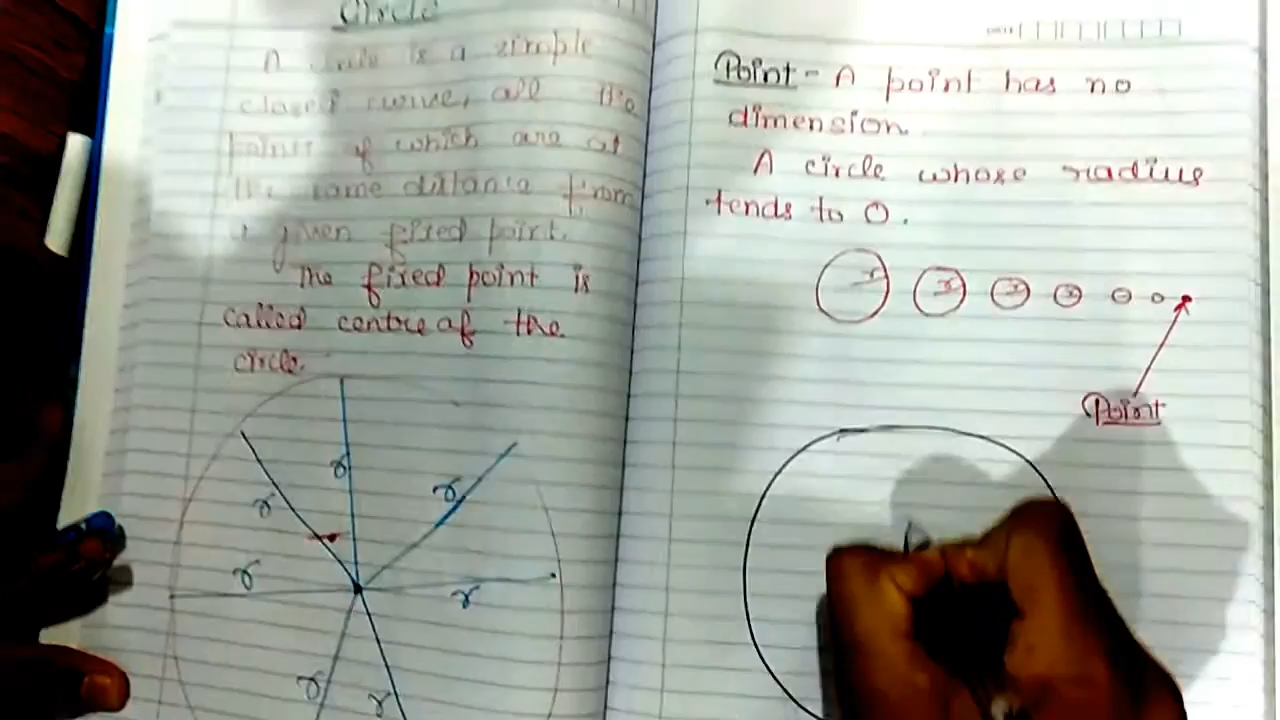 Circle
A circle is a simple
closed curve, all the
points of which are at
the same distance from
a given fixed point.
The fixed point is
called centre of the
circle.
r
r
r
r
r
r
r
Point - A point has no
dimension.
A circle whose radius
tends to 0.
r
r
r
r
Point